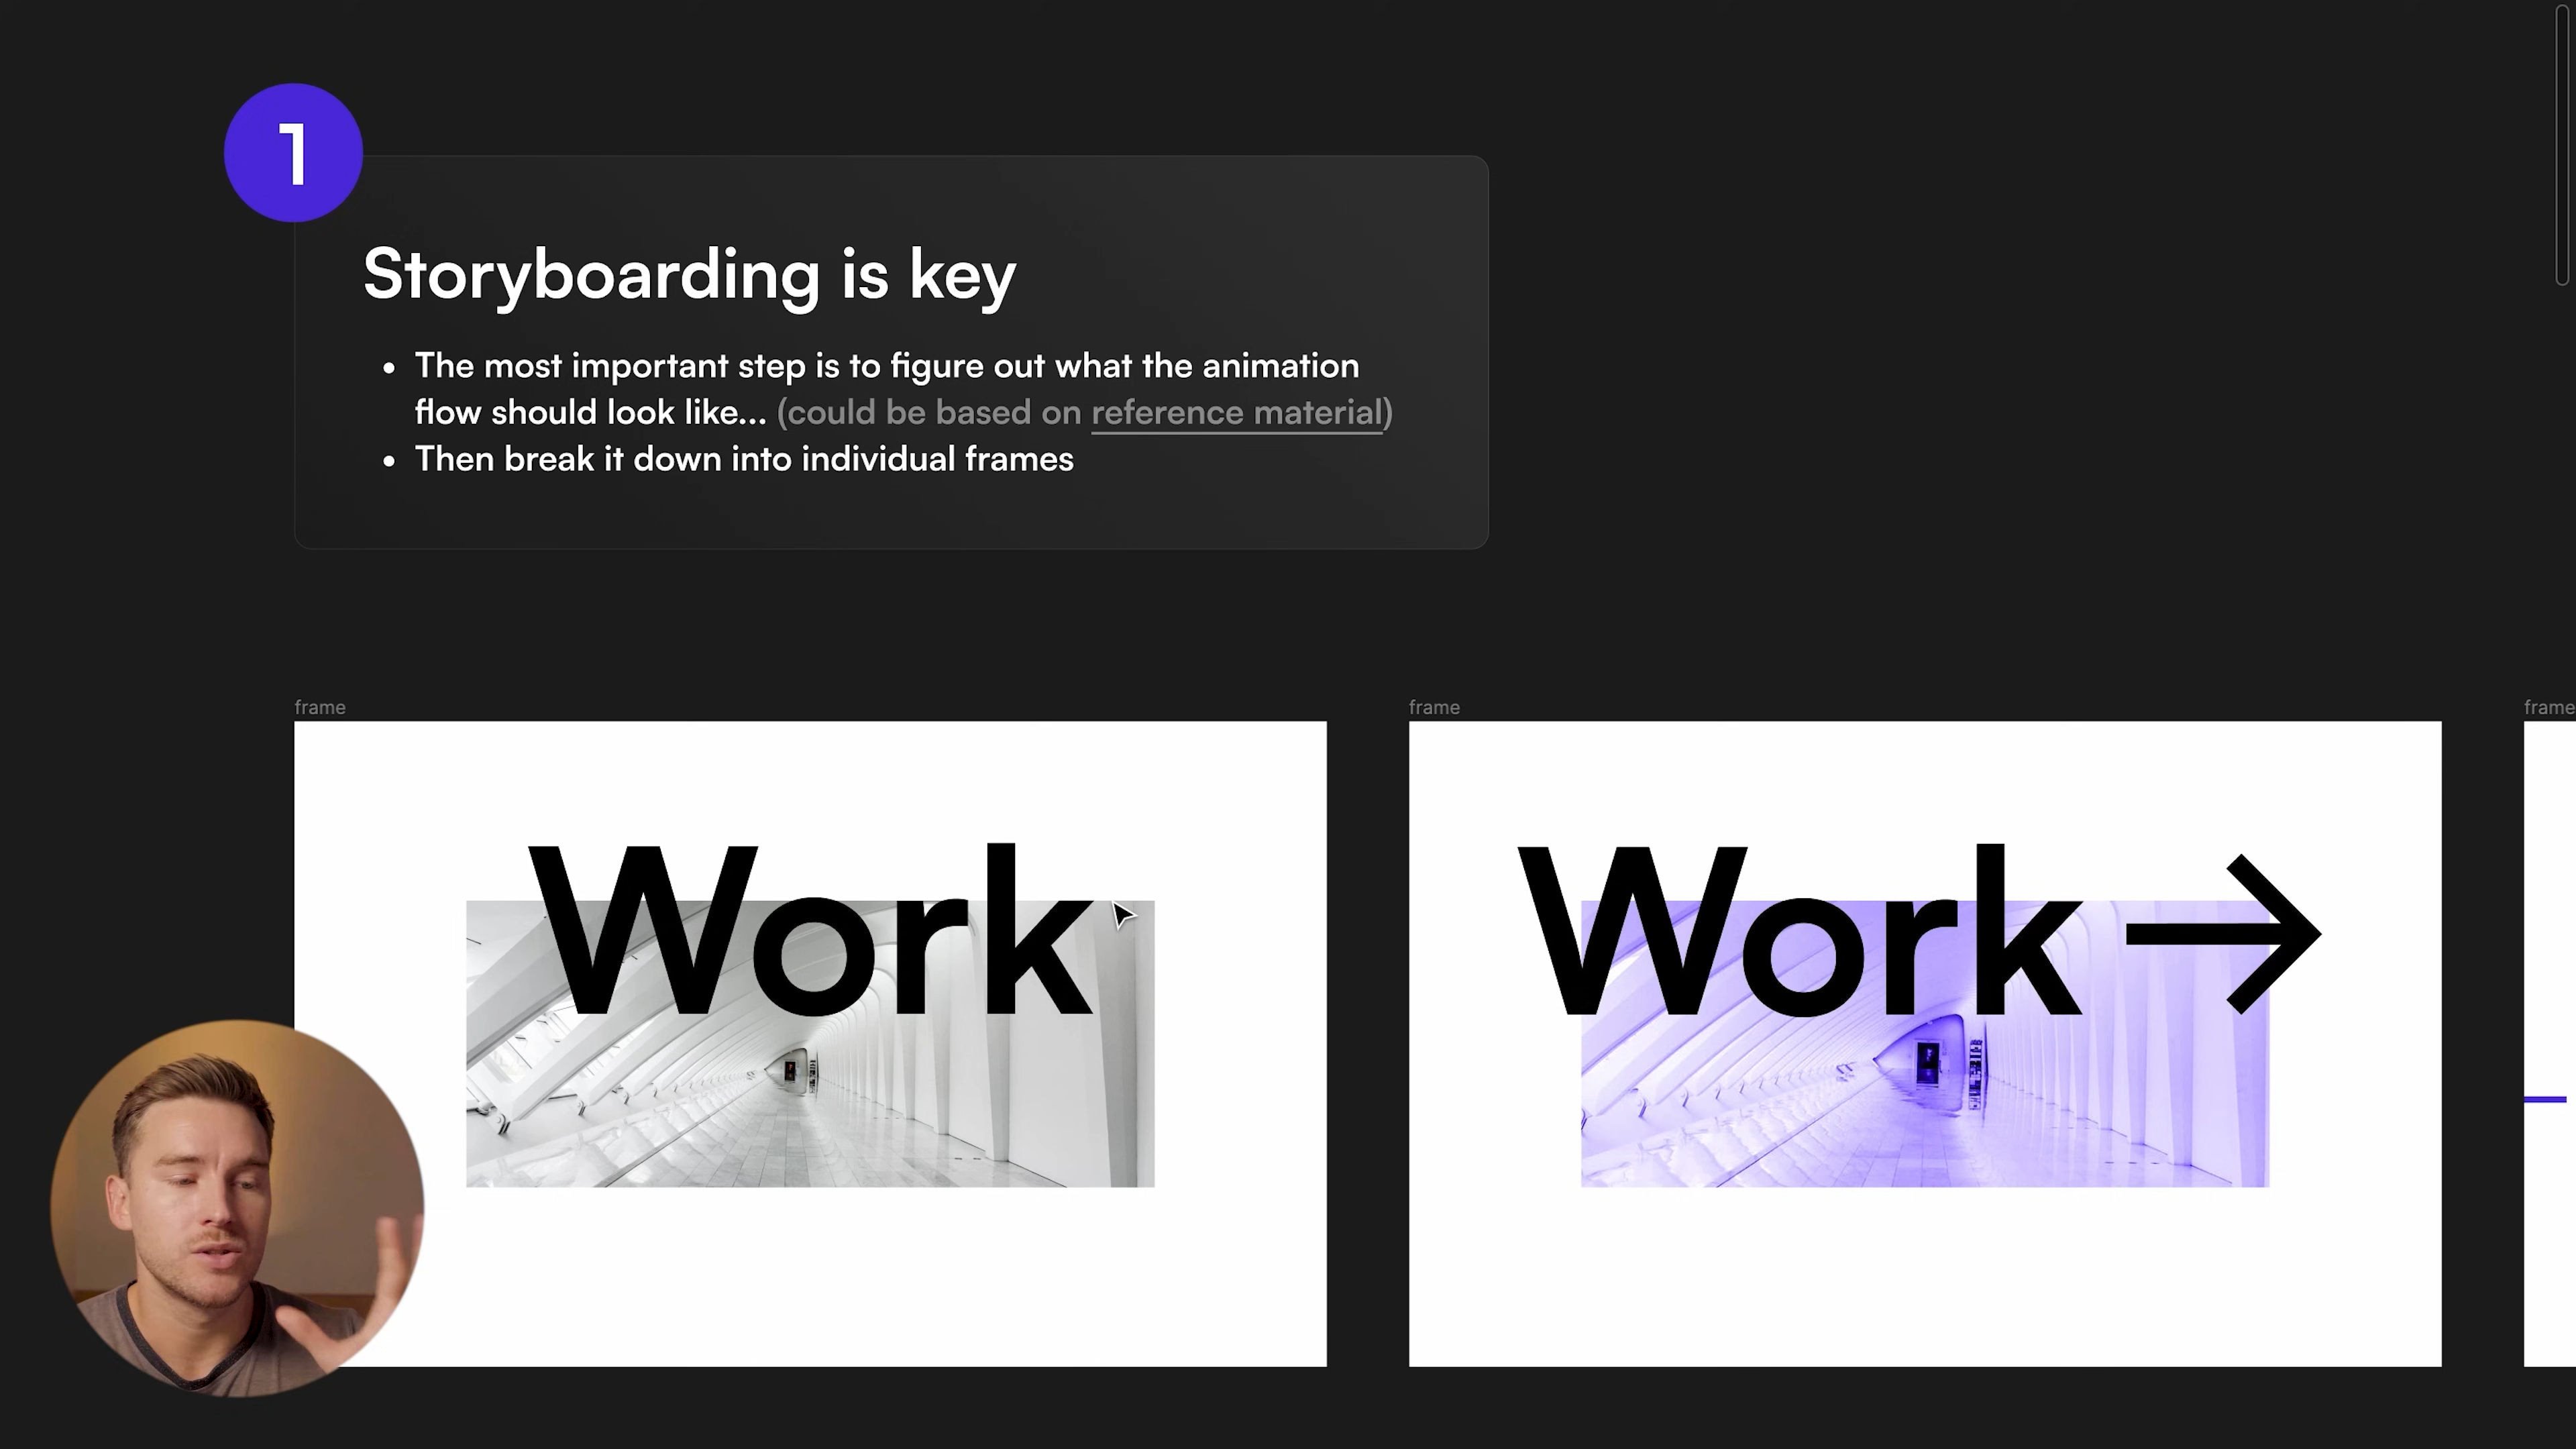 1
Storyboarding is key
• The most important step is to figure out what the animation
flow should look like... (could be based on reference material)
• Then break it down into individual frames
frame
frame
frame
Work
Work →